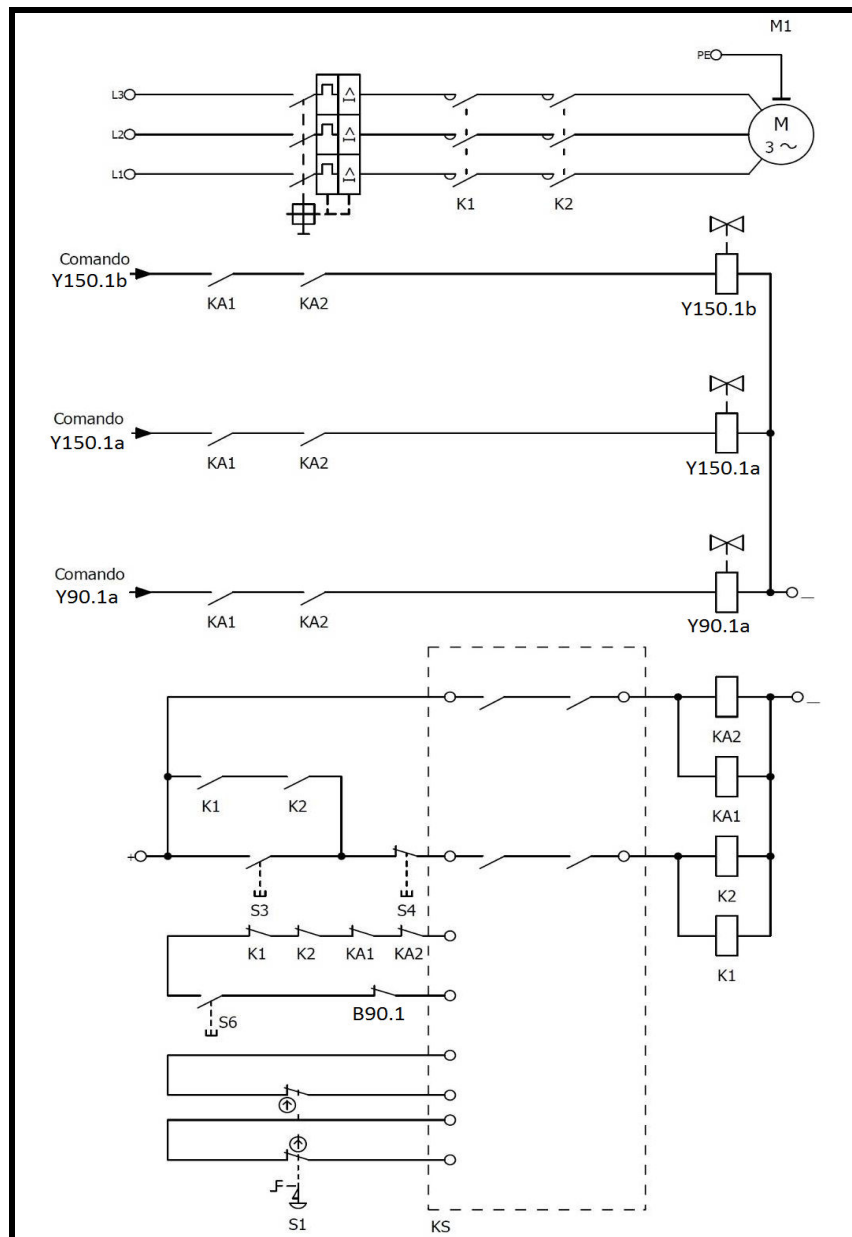 M1
PE
L3
L2
L1
M
3 ~
I>
I>
I>
K1 K2
Comando
Y150.1b
KA1 KA2
Y150.1b
Comando
Y150.1a
KA1 KA2
Y150.1a
Comando
Y90.1a
KA1 KA2
Y90.1a
—
—
KA2
K1 K2
KA1
+
S3 S4
K2
K1 K2 KA1 KA2
K1
S6
B90.1
S1
KS